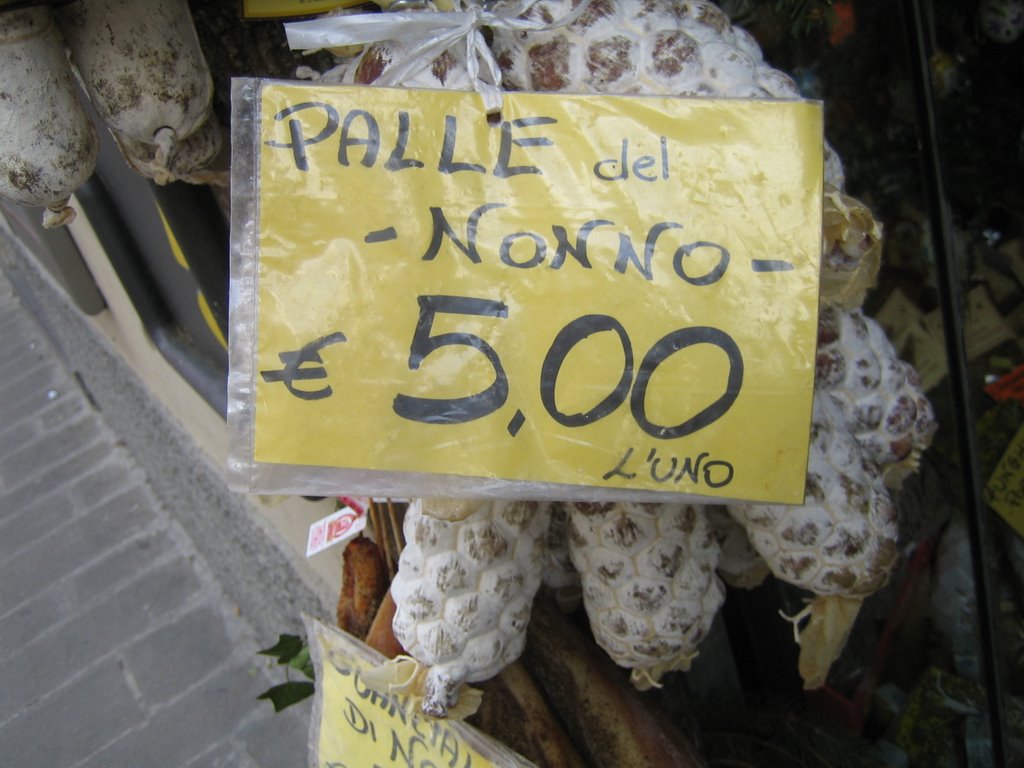 PALLE del
- NONNO -
€ 5,00
L'UNO
DI